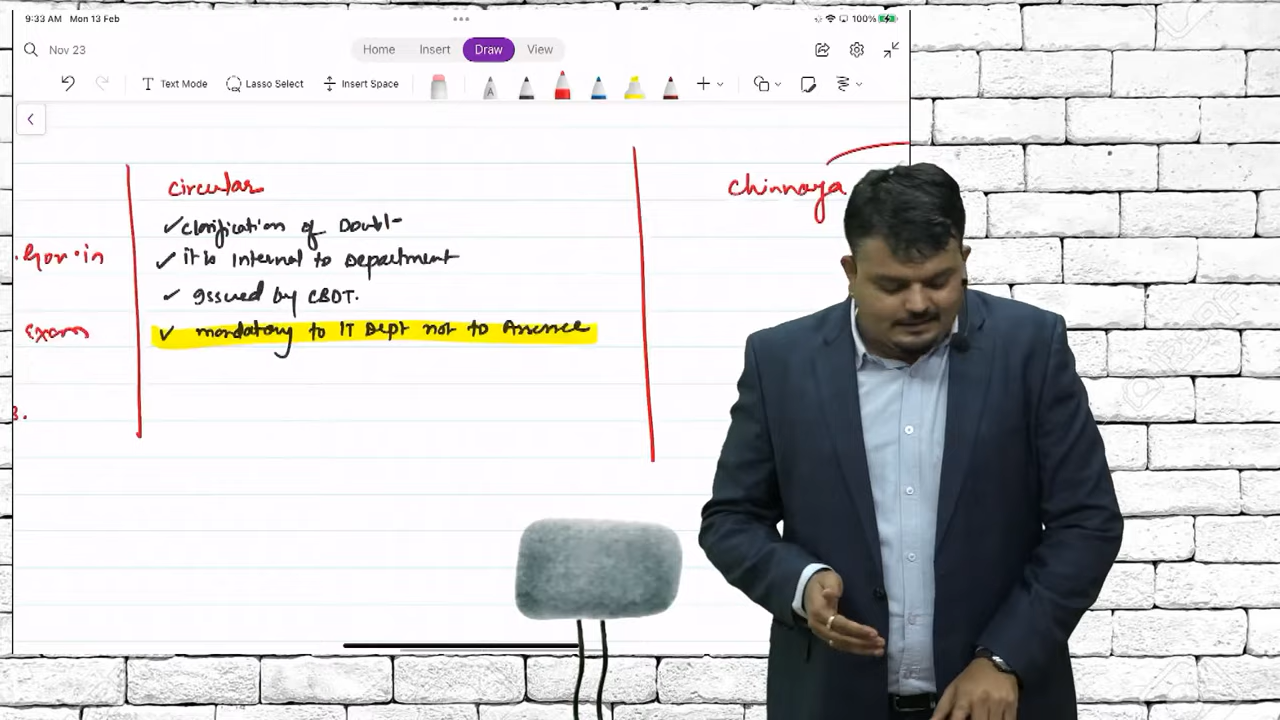 9:33 AM Mon 13 Feb
100%
Nov 23
Home Insert Draw View
Text Mode Lasso Select Insert Space
circular
✓ clarification of Doubt
✓ it is Internal to Department
✓ issued by CBDT.
✓ mandatory to IT Dept not to Assessee
.Gov.in
Exam
3.
chinnaya